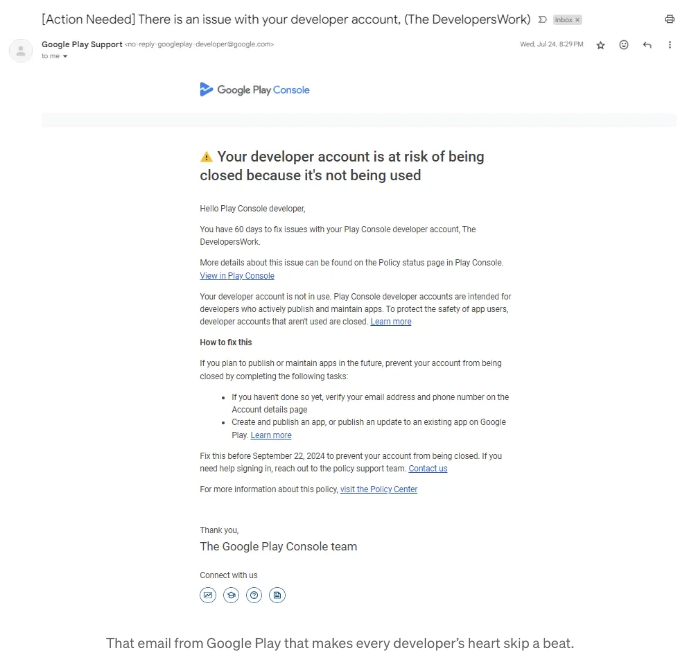 [Action Needed] There is an issue with your developer account, (The DevelopersWork) Inbox x
Google Play Support <no-reply-googleplay-developer@google.com> Wed, Jul 24, 8:29 PM
to me
Google Play Console
Your developer account is at risk of being
closed because it's not being used
Hello Play Console developer,
You have 60 days to fix issues with your Play Console developer account, The
DevelopersWork.
More details about this issue can be found on the Policy status page in Play Console.
View in Play Console
Your developer account is not in use. Play Console developer accounts are intended for
developers who actively publish and maintain apps. To protect the safety of app users,
developer accounts that aren't used are closed. Learn more
How to fix this
If you plan to publish or maintain apps in the future, prevent your account from being
closed by completing the following tasks:
• If you haven't done so yet, verify your email address and phone number on the
Account details page
• Create and publish an app, or publish an update to an existing app on Google
Play. Learn more
Fix this before September 22, 2024 to prevent your account from being closed. If you
need help signing in, reach out to the policy support team. Contact us
For more information about this policy, visit the Policy Center
Thank you,
The Google Play Console team
Connect with us
That email from Google Play that makes every developer's heart skip a beat.